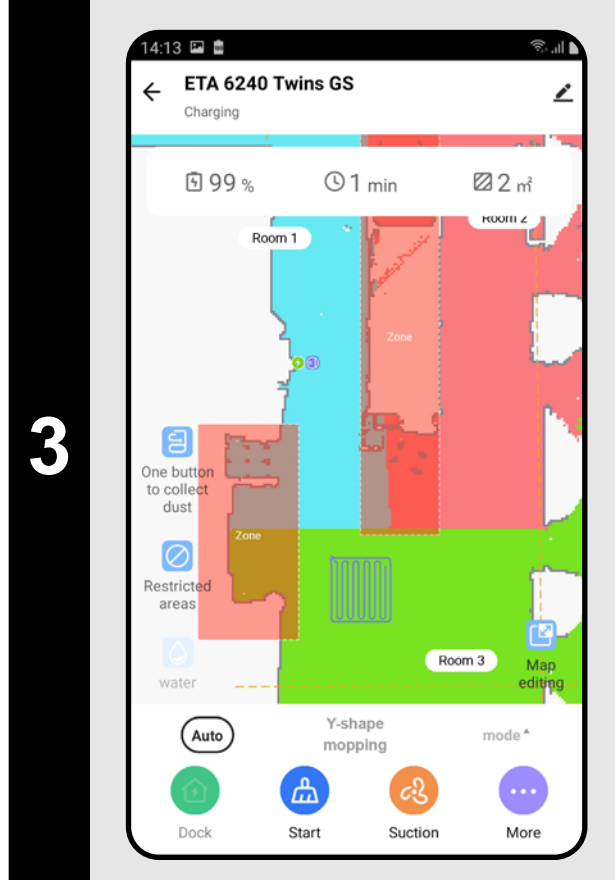 3
14:13
ETA 6240 Twins GS
Charging
99 %
1 min
2 ㎡
Room 1
Room 2
Zone
One button
to collect
dust
Zone
Restricted
areas
Room 3
Map
editing
water
Auto
Y-shape
mopping
mode
Dock
Start
Suction
More